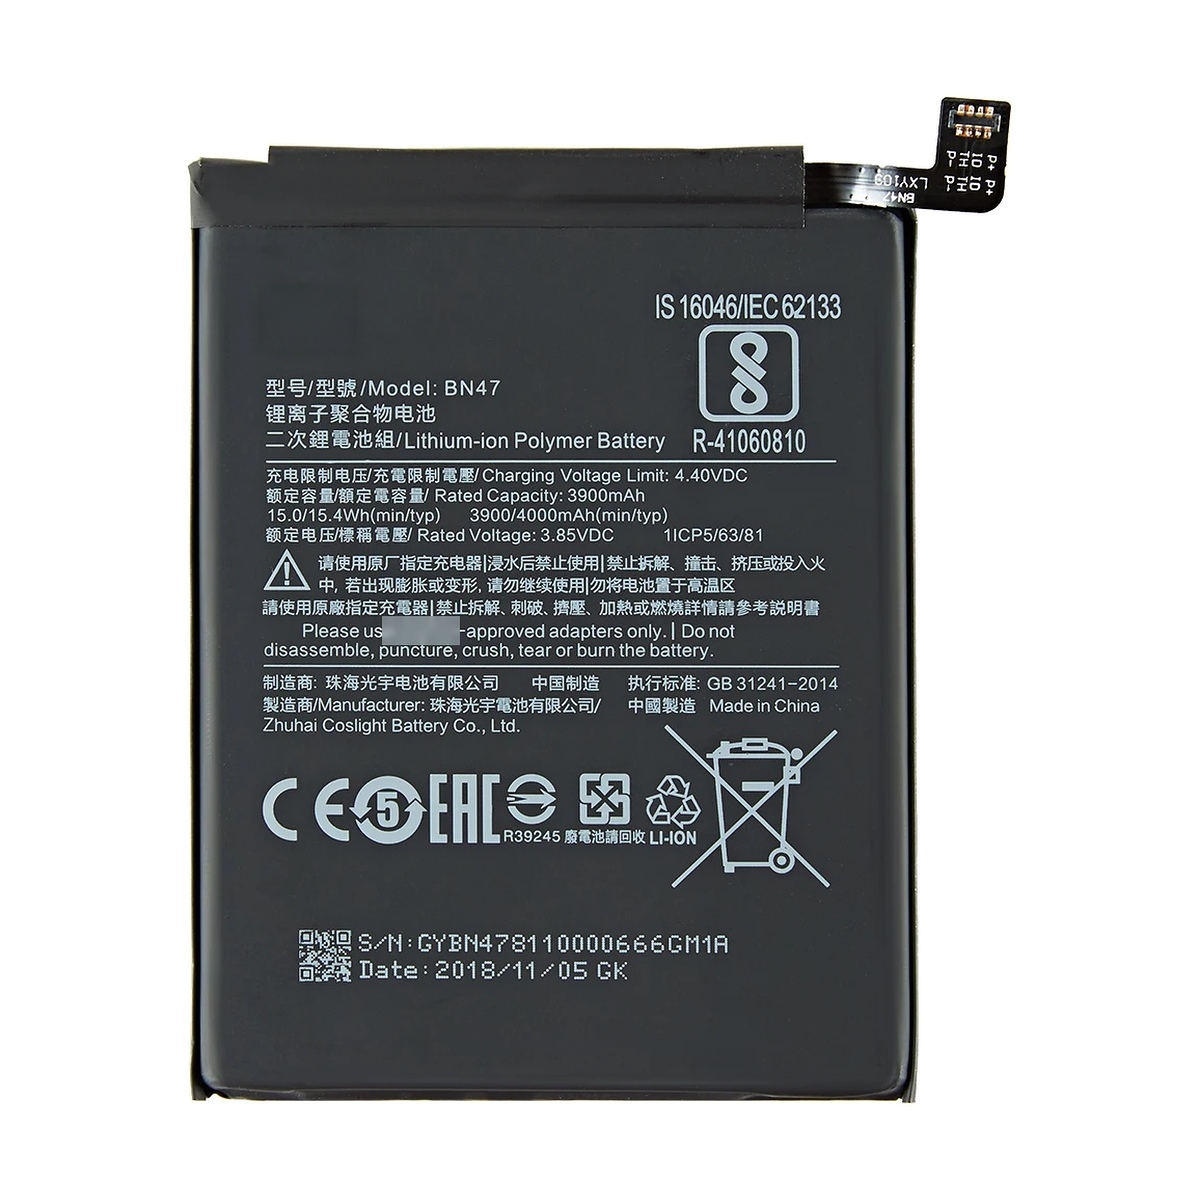 P+ P+
ID ID
TH TH
P- P-
LXY103
BN47
IS 16046/IEC 62133
R-41060810
型号/型號/Model: BN47
锂离子聚合物电池
二次鋰電池組/Lithium-ion Polymer Battery
充电限制电压/充電限制電壓/ Charging Voltage Limit: 4.40VDC
额定容量/額定電容量/ Rated Capacity: 3900mAh
15.0/15.4Wh(min/typ) 3900/4000mAh(min/typ)
额定电压/標稱電壓/ Rated Voltage: 3.85VDC 1ICP5/63/81
请使用原厂指定充电器|浸水后禁止使用|禁止拆解、撞击、挤压或投入火
中, 若出现膨胀或变形, 请勿继续使用|勿将电池置于高温区
請使用原廠指定充電器|禁止拆解、刺破、擠壓、加熱或燃燒詳情請參考説明書
Please us -approved adapters only. | Do not
disassemble, puncture, crush, tear or burn the battery.
制造商: 珠海光宇电池有限公司 中国制造 执行标准: GB 31241-2014
製造商/Manufacturer: 珠海光宇電池有限公司/ 中國製造 Made in China
Zhuhai Coslight Battery Co., Ltd.
CE 5 EAC
R39245 廢電池請回收 LI-ION
S/N:GYBN478110000666GM1A
Date:2018/11/05 GK